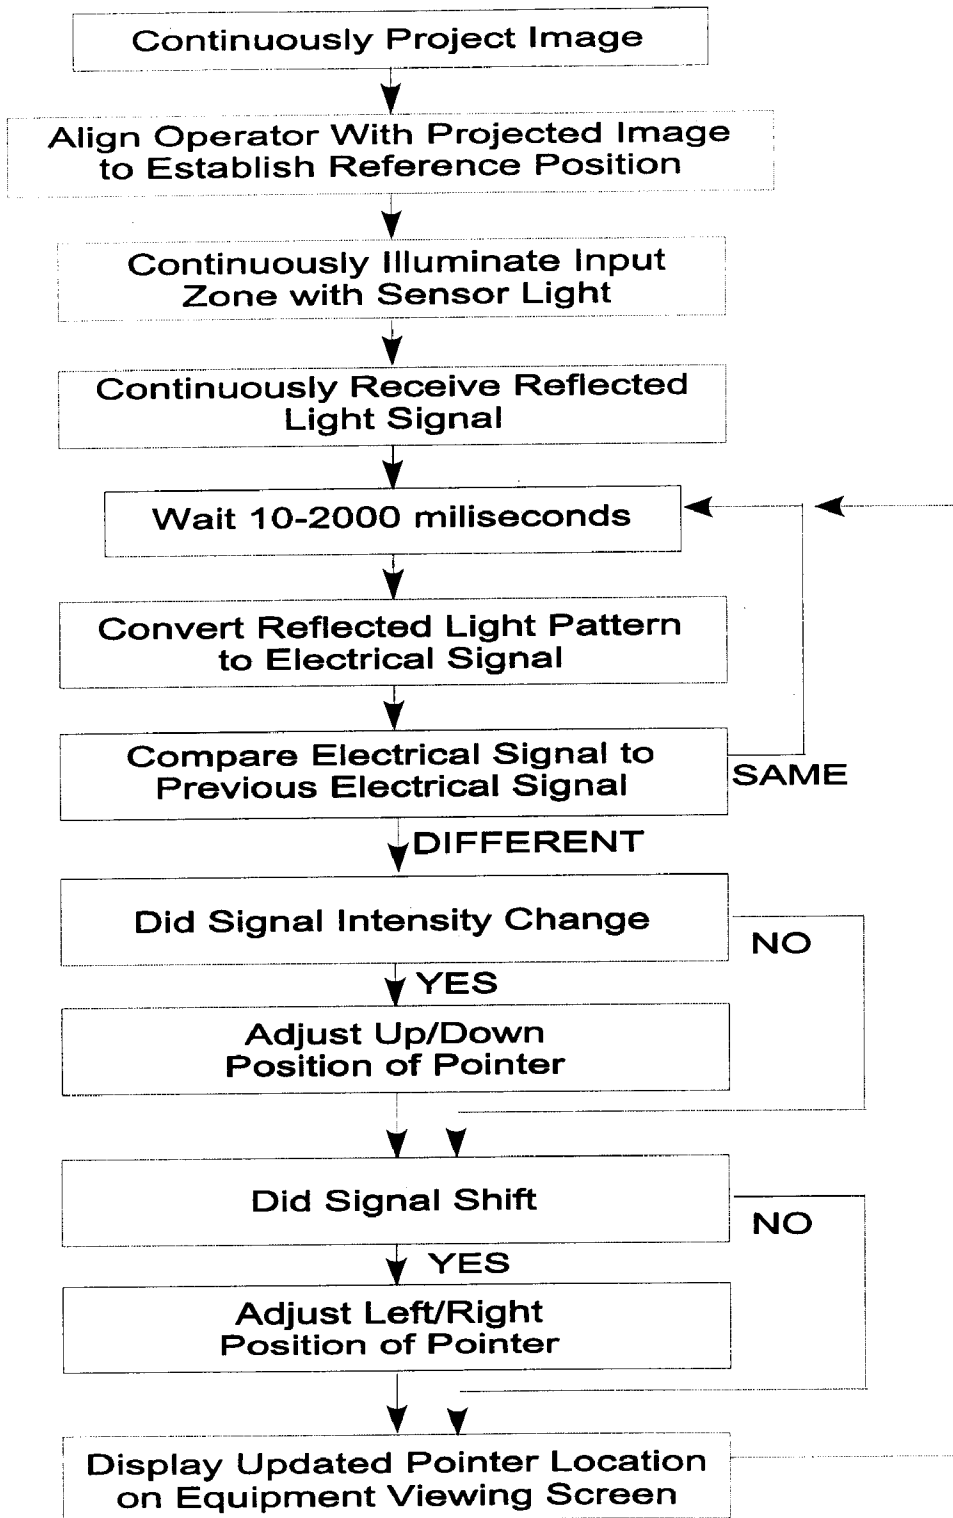 Continuously Project Image
Align Operator With Projected Image
to Establish Reference Position
Continuously Illuminate Input
Zone with Sensor Light
Continuously Receive Reflected
Light Signal
Wait 10-2000 miliseconds
Convert Reflected Light Pattern
to Electrical Signal
Compare Electrical Signal to
Previous Electrical Signal
SAME
DIFFERENT
Did Signal Intensity Change
NO
YES
Adjust Up/Down
Position of Pointer
Did Signal Shift
NO
YES
Adjust Left/Right
Position of Pointer
Display Updated Pointer Location
on Equipment Viewing Screen